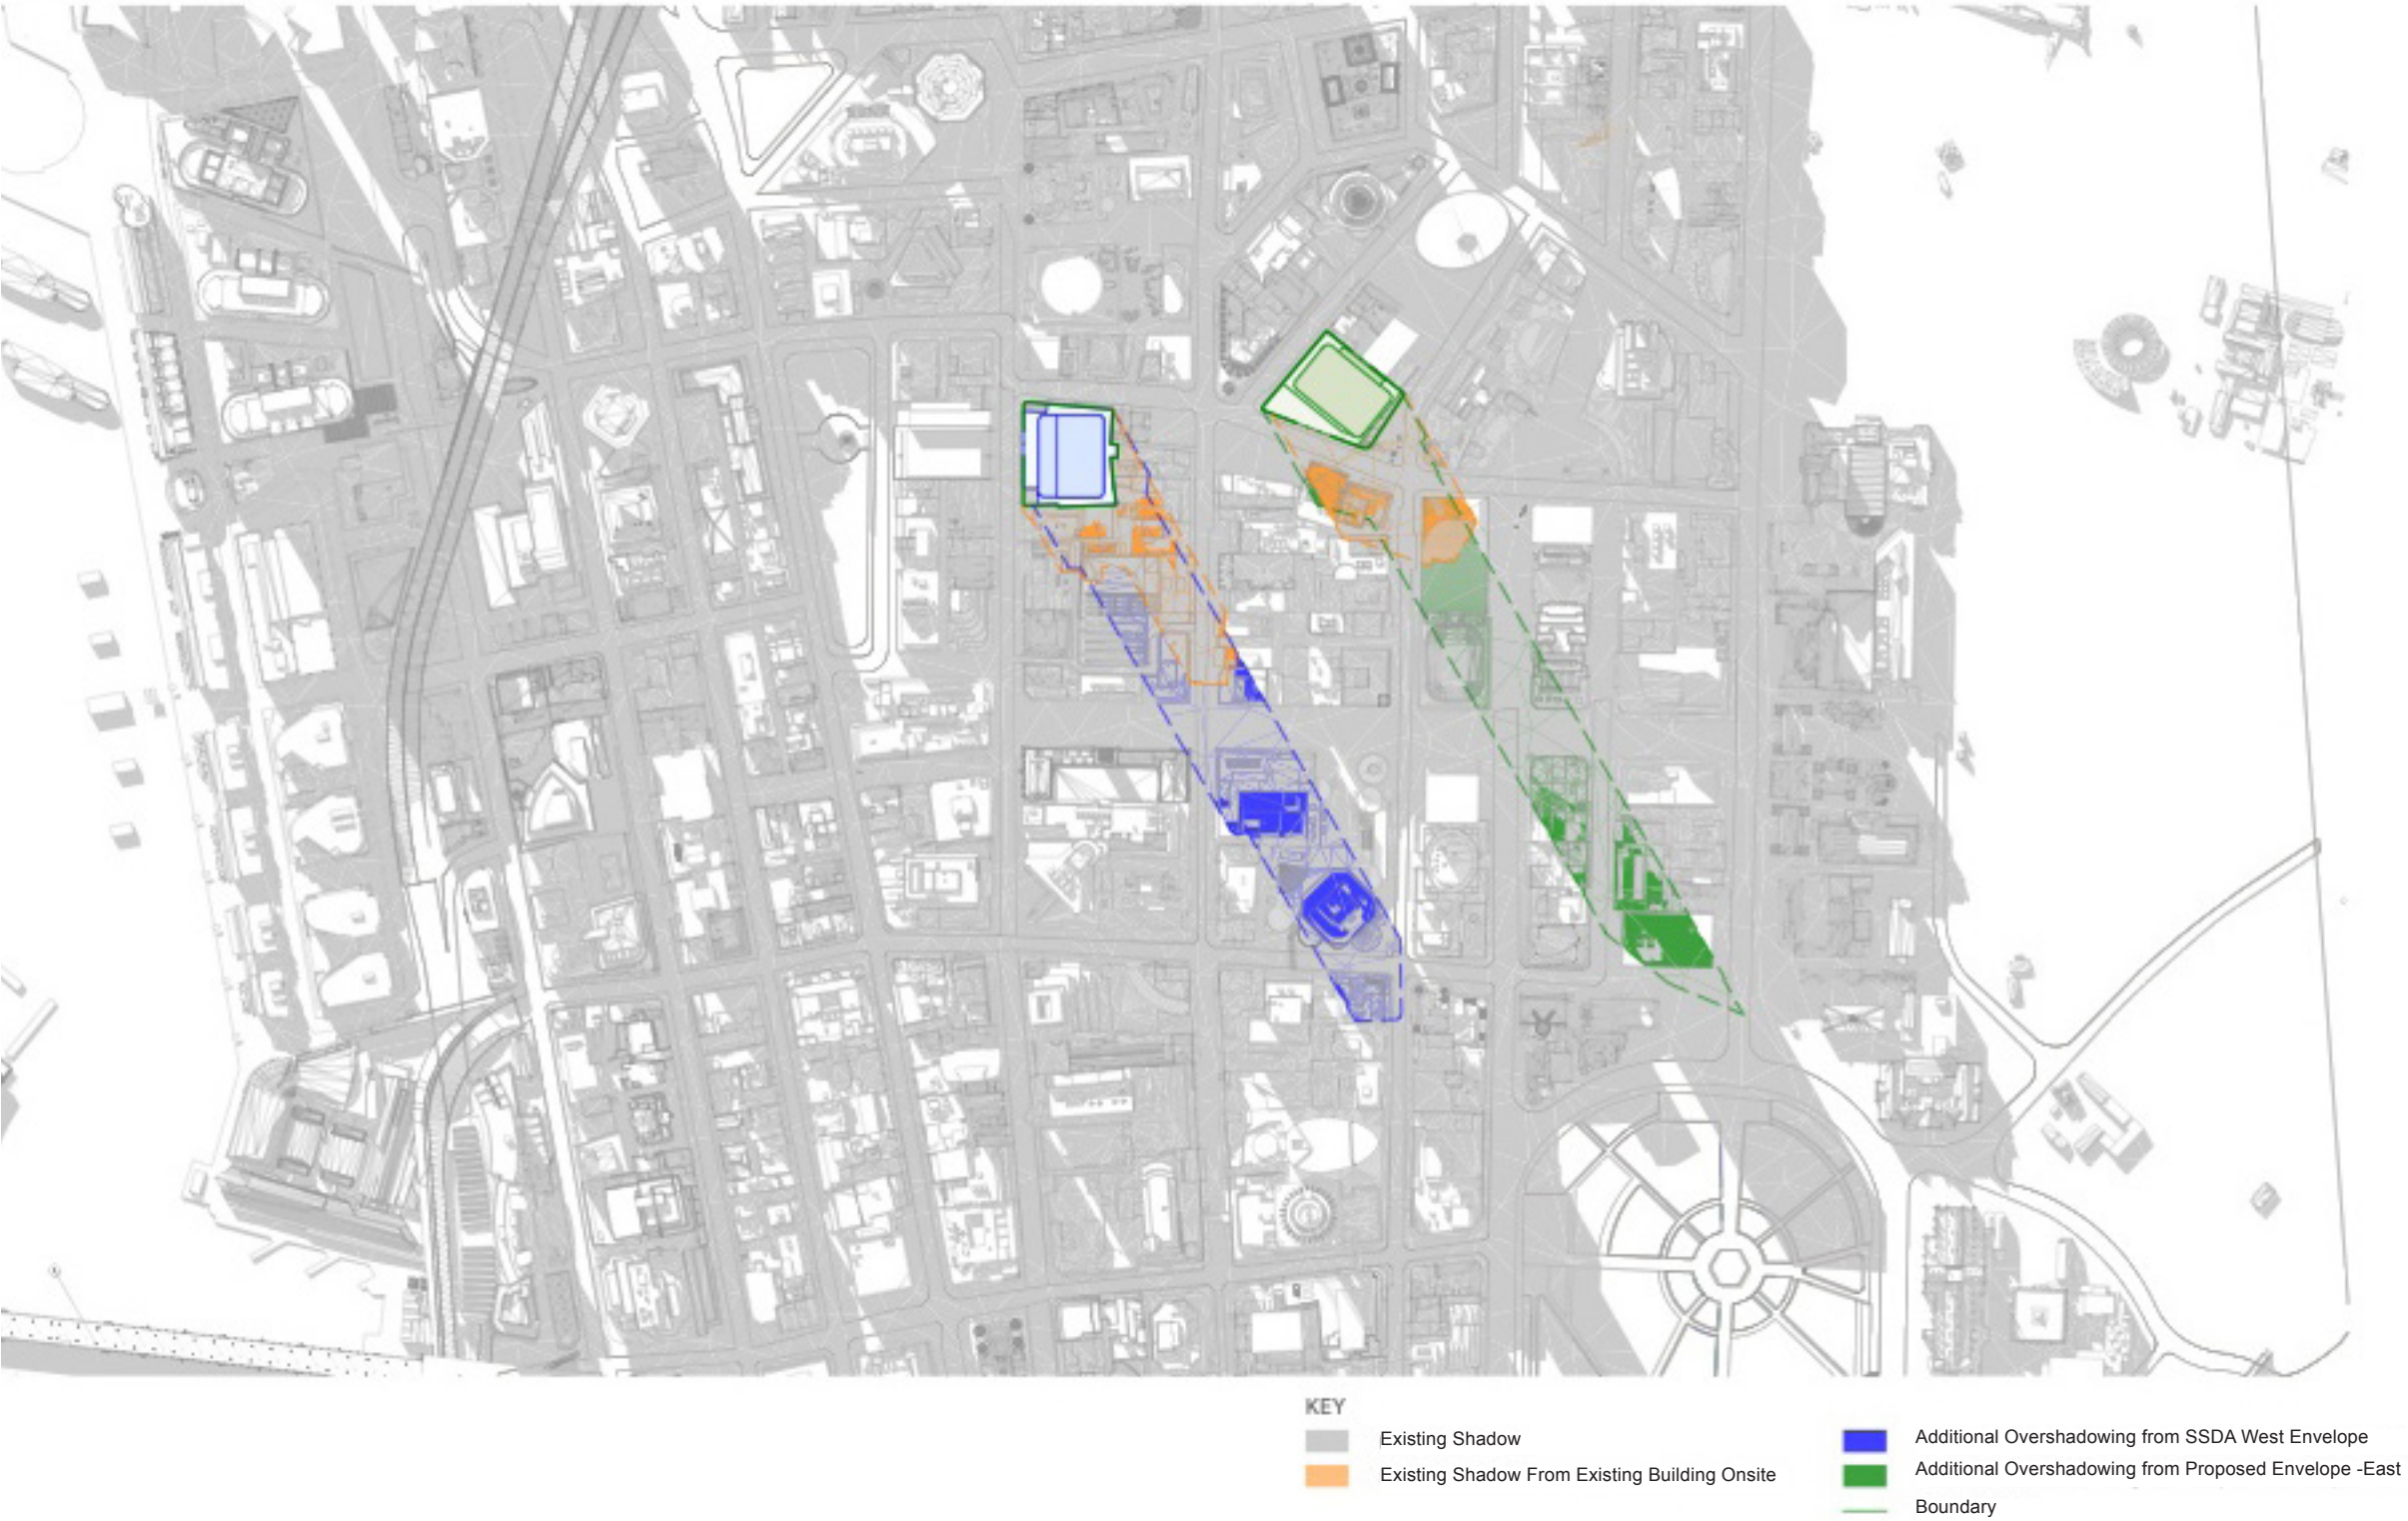 KEY
Existing Shadow
Existing Shadow From Existing Building Onsite
Additional Overshadowing from SSDA West Envelope
Additional Overshadowing from Proposed Envelope -East
Boundary